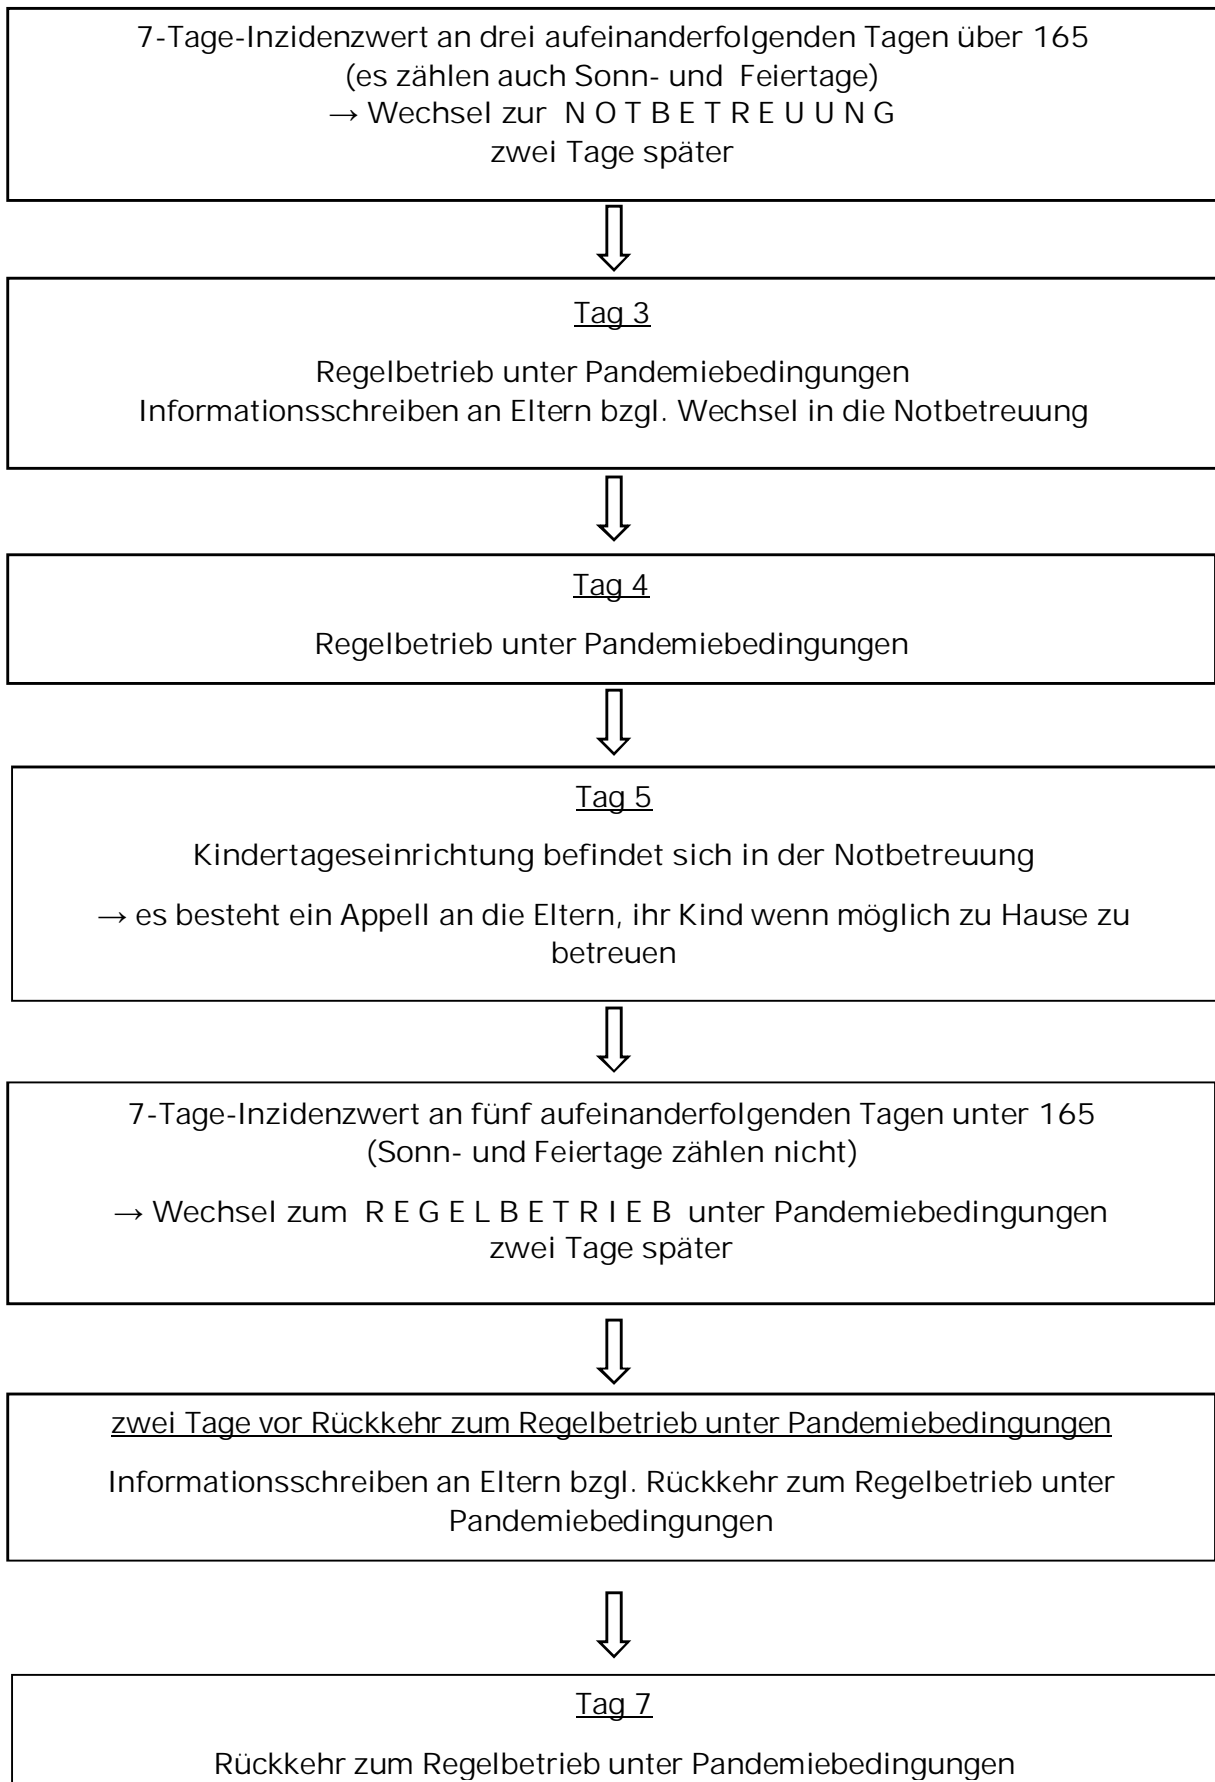 7-Tage-Inzidenzwert an drei aufeinanderfolgenden Tagen über 165
(es zählen auch Sonn- und Feiertage)
→ Wechsel zur N O T B E T R E U U N G
zwei Tage später
Tag 3
Regelbetrieb unter Pandemiebedingungen
Informationsschreiben an Eltern bzgl. Wechsel in die Notbetreuung
Tag 4
Regelbetrieb unter Pandemiebedingungen
Tag 5
Kindertageseinrichtung befindet sich in der Notbetreuung
→ es besteht ein Appell an die Eltern, ihr Kind wenn möglich zu Hause zu
betreuen
7-Tage-Inzidenzwert an fünf aufeinanderfolgenden Tagen unter 165
(Sonn- und Feiertage zählen nicht)
→ Wechsel zum R E G E L B E T R I E B unter Pandemiebedingungen
zwei Tage später
zwei Tage vor Rückkehr zum Regelbetrieb unter Pandemiebedingungen
Informationsschreiben an Eltern bzgl. Rückkehr zum Regelbetrieb unter
Pandemiebedingungen
Tag 7
Rückkehr zum Regelbetrieb unter Pandemiebedingungen